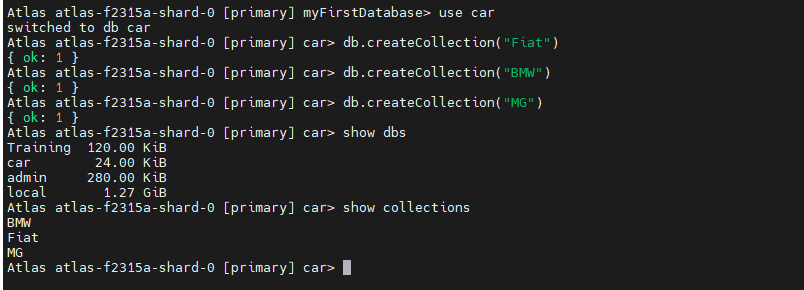 Atlas atlas-f2315a-shard-0 [primary] myFirstDatabase> use car
switched to db car
Atlas atlas-f2315a-shard-0 [primary] car> db.createCollection("Fiat")
{ ok: 1 }
Atlas atlas-f2315a-shard-0 [primary] car> db.createCollection("BMW")
{ ok: 1 }
Atlas atlas-f2315a-shard-0 [primary] car> db.createCollection("MG")
{ ok: 1 }
Atlas atlas-f2315a-shard-0 [primary] car> show dbs
Training  120.00 KiB
car        24.00 KiB
admin     280.00 KiB
local       1.27 GiB
Atlas atlas-f2315a-shard-0 [primary] car> show collections
BMW
Fiat
MG
Atlas atlas-f2315a-shard-0 [primary] car>